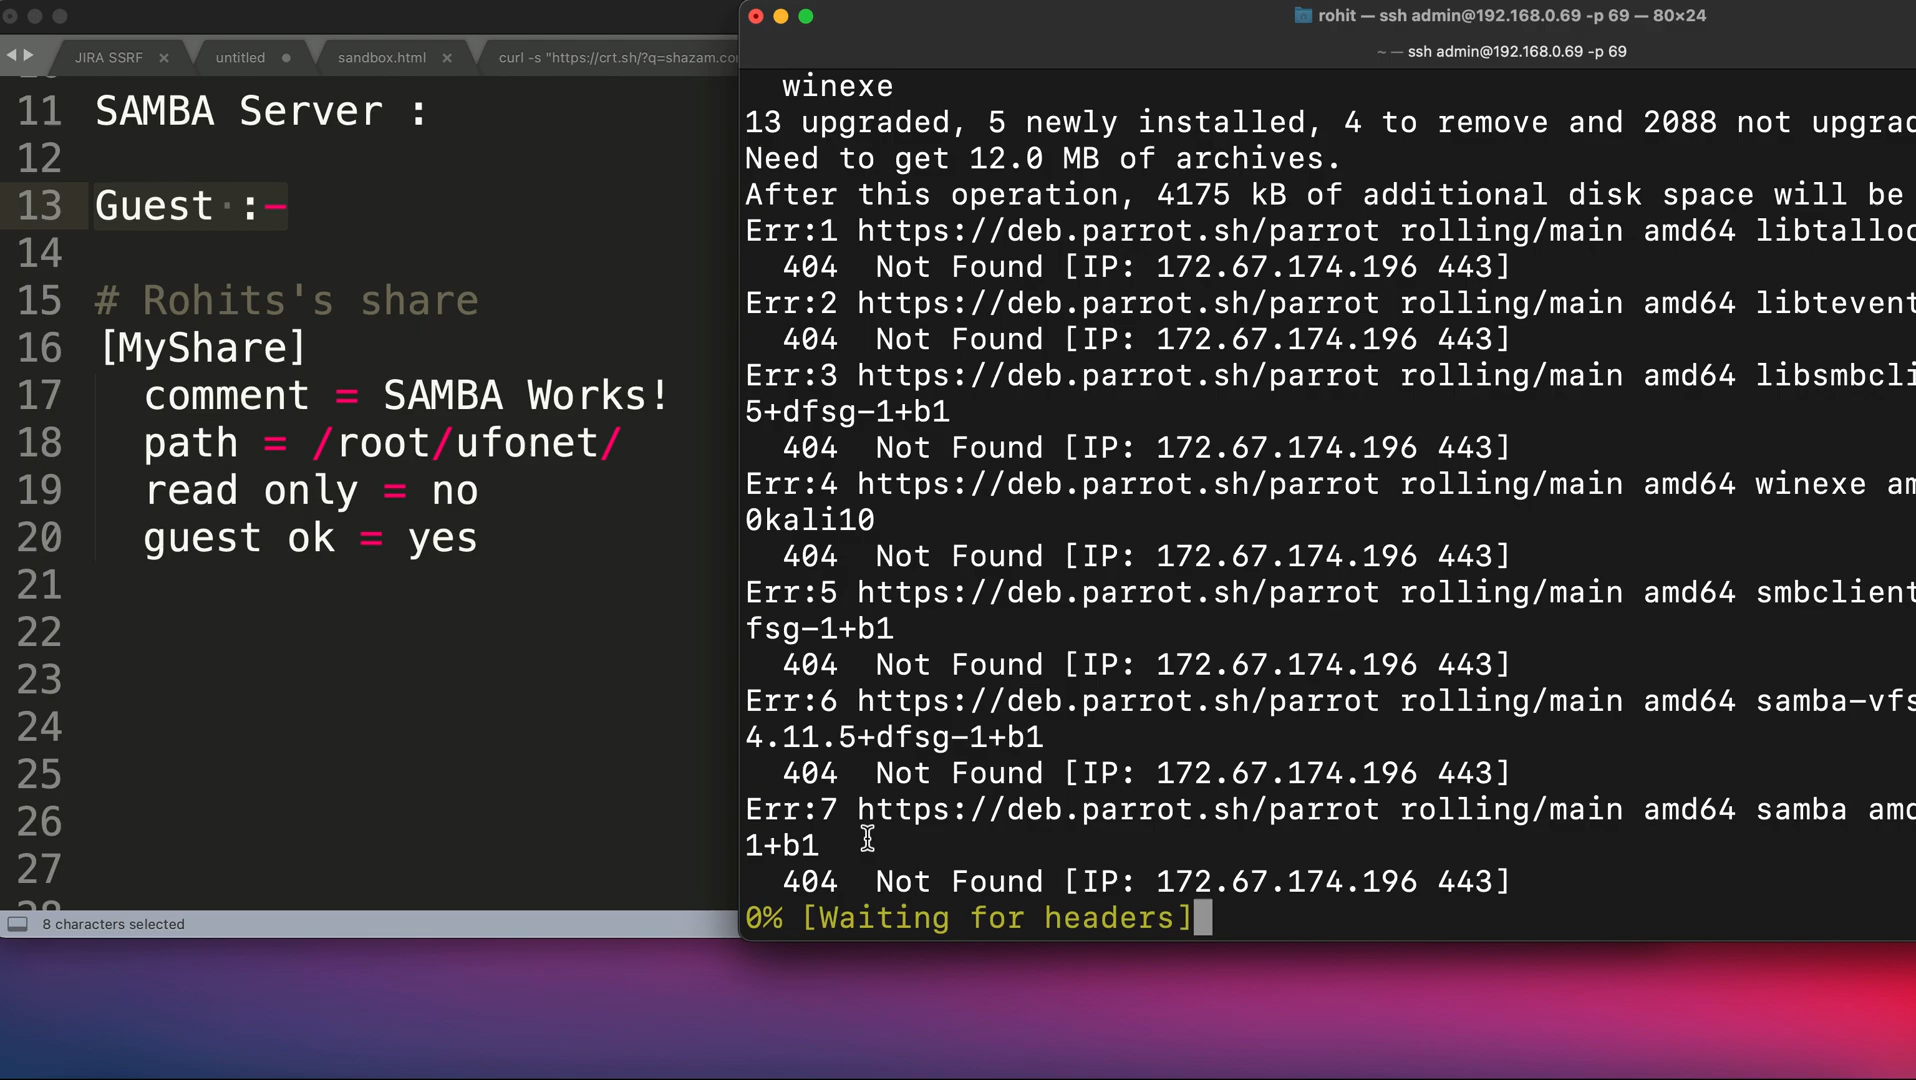 JIRA SSRF
untitled
sandbox.html
curl -s "https://crt.sh/?q=shazam.co
11 SAMBA Server :
12
13 Guest :-
14
15 # Rohits's share
16 [MyShare]
17 comment = SAMBA Works!
18 path = /root/ufonet/
19 read only = no
20 guest ok = yes
21
22
23
24
25
26
27
8 characters selected
rohit — ssh admin@192.168.0.69 -p 69 — 80×24
~ — ssh admin@192.168.0.69 -p 69
winexe
13 upgraded, 5 newly installed, 4 to remove and 2088 not upgrad
Need to get 12.0 MB of archives.
After this operation, 4175 kB of additional disk space will be
Err:1 https://deb.parrot.sh/parrot rolling/main amd64 libtalloc
404  Not Found [IP: 172.67.174.196 443]
Err:2 https://deb.parrot.sh/parrot rolling/main amd64 libtevent
404  Not Found [IP: 172.67.174.196 443]
Err:3 https://deb.parrot.sh/parrot rolling/main amd64 libsmbcli
5+dfsg-1+b1
404  Not Found [IP: 172.67.174.196 443]
Err:4 https://deb.parrot.sh/parrot rolling/main amd64 winexe am
0kali10
404  Not Found [IP: 172.67.174.196 443]
Err:5 https://deb.parrot.sh/parrot rolling/main amd64 smbclient
fsg-1+b1
404  Not Found [IP: 172.67.174.196 443]
Err:6 https://deb.parrot.sh/parrot rolling/main amd64 samba-vfs
4.11.5+dfsg-1+b1
404  Not Found [IP: 172.67.174.196 443]
Err:7 https://deb.parrot.sh/parrot rolling/main amd64 samba amd
1+b1
404  Not Found [IP: 172.67.174.196 443]
0% [Waiting for headers]